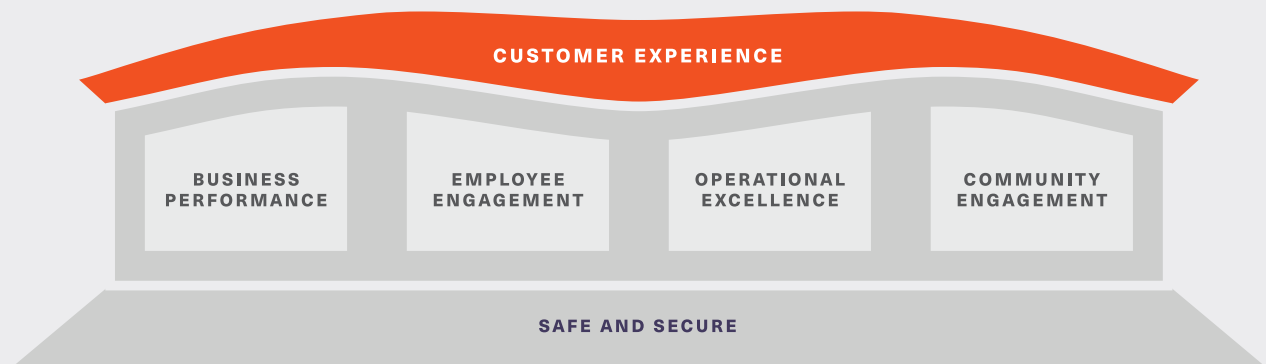 CUSTOMER EXPERIENCE
BUSINESS
PERFORMANCE
EMPLOYEE
ENGAGEMENT
OPERATIONAL
EXCELLENCE
COMMUNITY
ENGAGEMENT
SAFE AND SECURE